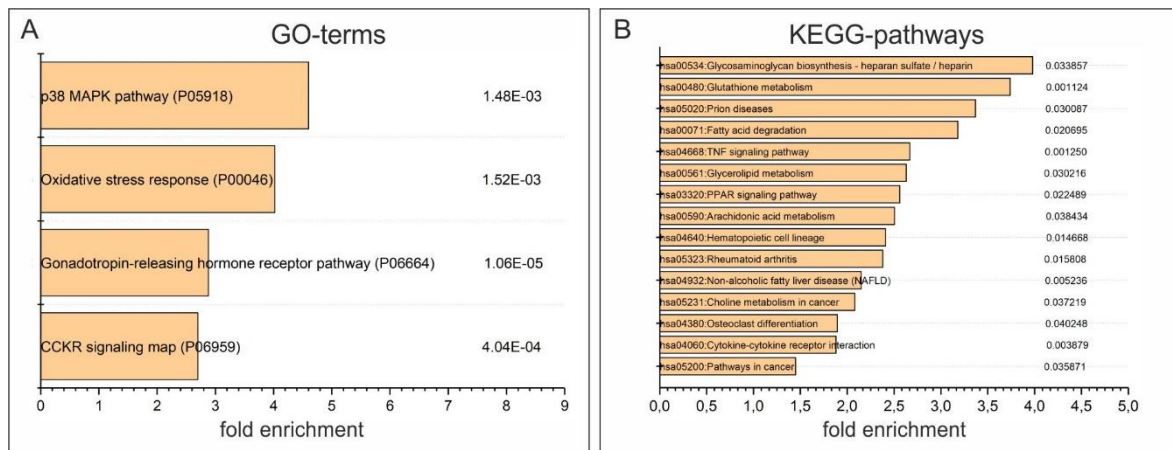 A
GO-terms
p38 MAPK pathway (P05918) 1.48E-03
Oxidative stress response (P00046) 1.52E-03
Gonadotropin-releasing hormone receptor pathway (P06664) 1.06E-05
CCKR signaling map (P06959) 4.04E-04
0 1 2 3 4 5 6 7 8 9
fold enrichment
B
KEGG-pathways
hsa00534:Glycosaminoglycan biosynthesis - heparan sulfate / heparin 0.033857
hsa00480:Glutathione metabolism 0.001124
hsa05020:Prion diseases 0.030087
hsa00071:Fatty acid degradation 0.020695
hsa04668:TNF signaling pathway 0.001250
hsa00561:Glycerolipid metabolism 0.030216
hsa03320:PPAR signaling pathway 0.022489
hsa00590:Arachidonic acid metabolism 0.038434
hsa04640:Hematopoietic cell lineage 0.014668
hsa05323:Rheumatoid arthritis 0.015808
hsa04932:Non-alcoholic fatty liver disease (NAFLD) 0.005236
hsa05231:Choline metabolism in cancer 0.037219
hsa04380:Osteoclast differentiation 0.040248
hsa04060:Cytokine-cytokine receptor interaction 0.003879
hsa05200:Pathways in cancer 0.035871
0,0 0,5 1,0 1,5 2,0 2,5 3,0 3,5 4,0 4,5 5,0
fold enrichment